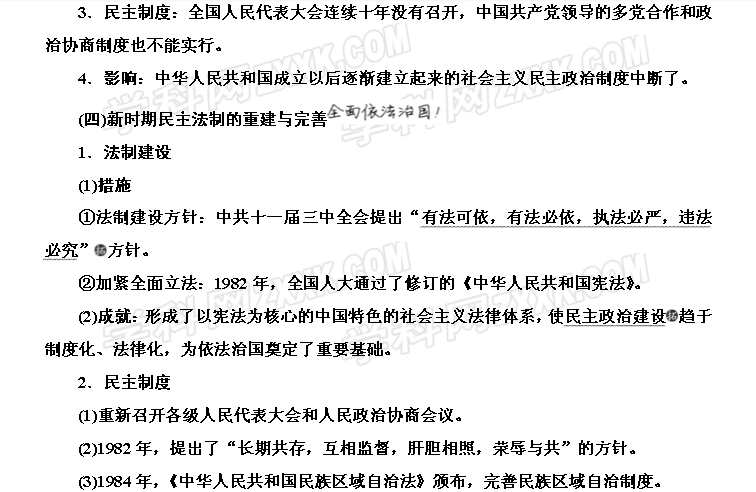 3．民主制度：全国人民代表大会连续十年没有召开，中国共产党领导的多党合作和政
治协商制度也不能实行。
4．影响：中华人民共和国成立以后逐渐建立起来的社会主义民主政治制度中断了。
(四)新时期民主法制的重建与完善全面依法治国！
1．法制建设
(1)措施
①法制建设方针：中共十一届三中全会提出“有法可依，有法必依，执法必严，违法
必究”方针。
②加紧全面立法：1982 年，全国人大通过了修订的《中华人民共和国宪法》。
(2)成就：形成了以宪法为核心的中国特色的社会主义法律体系，使民主政治建设趋于
制度化、法律化，为依法治国奠定了重要基础。
2．民主制度
(1)重新召开各级人民代表大会和人民政治协商会议。
(2)1982 年，提出了“长期共存，互相监督，肝胆相照，荣辱与共”的方针。
(3)1984 年，《中华人民共和国民族区域自治法》颁布，完善民族区域自治制度。